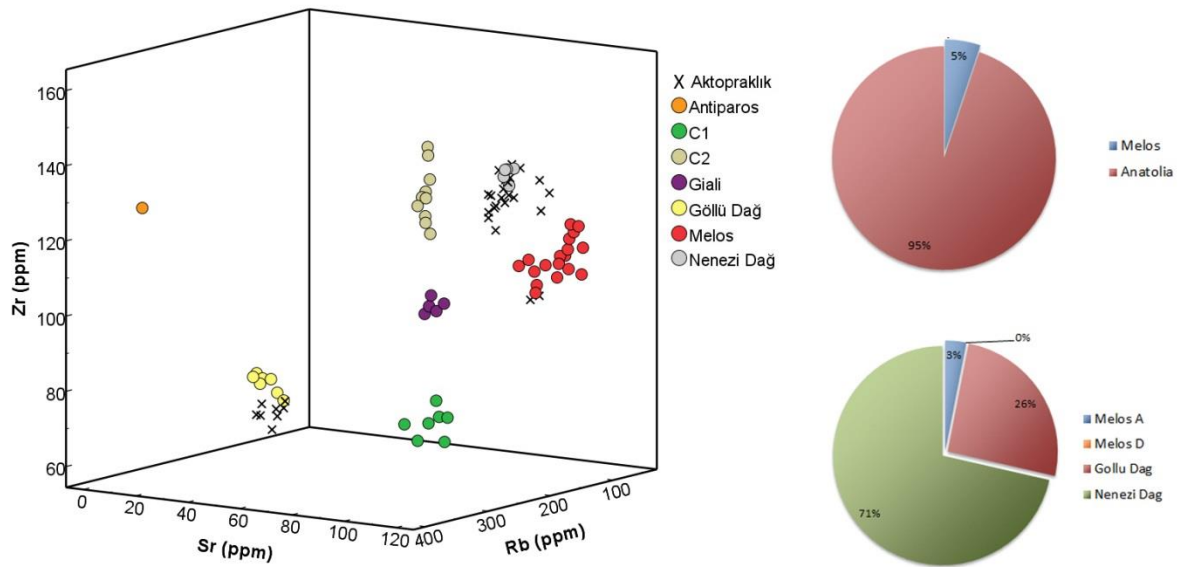 160
140
120
100
80
60
Zr (ppm)
0
20
40
60
80
100
120
Sr (ppm)
400
300
200
100
Rb (ppm)
X Aktopraklık
Antiparos
C1
C2
Giali
Göllü Dağ
Melos
Nenezi Dağ
5%
95%
Melos
Anatolia
3%
0%
26%
71%
Melos A
Melos D
Gollu Dag
Nenezi Dag